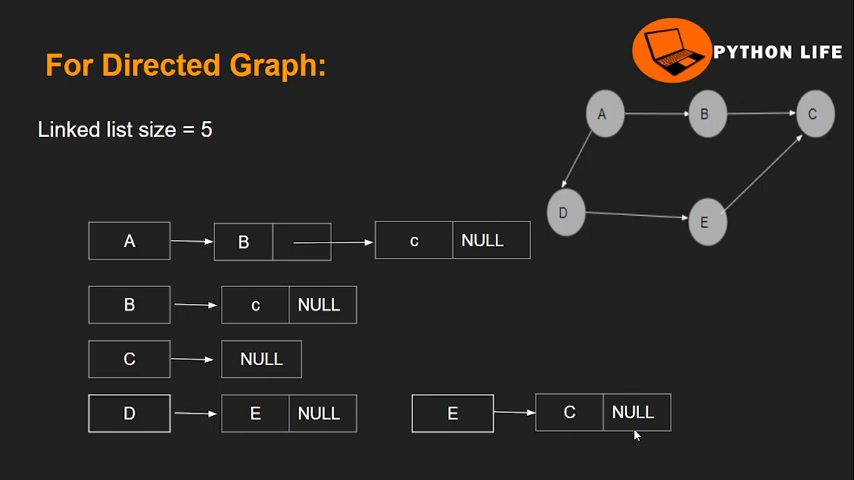 For Directed Graph:
PYTHON LIFE
Linked list size = 5
A B C
D E
A B c NULL
B c NULL
C NULL
D E NULL E C NULL